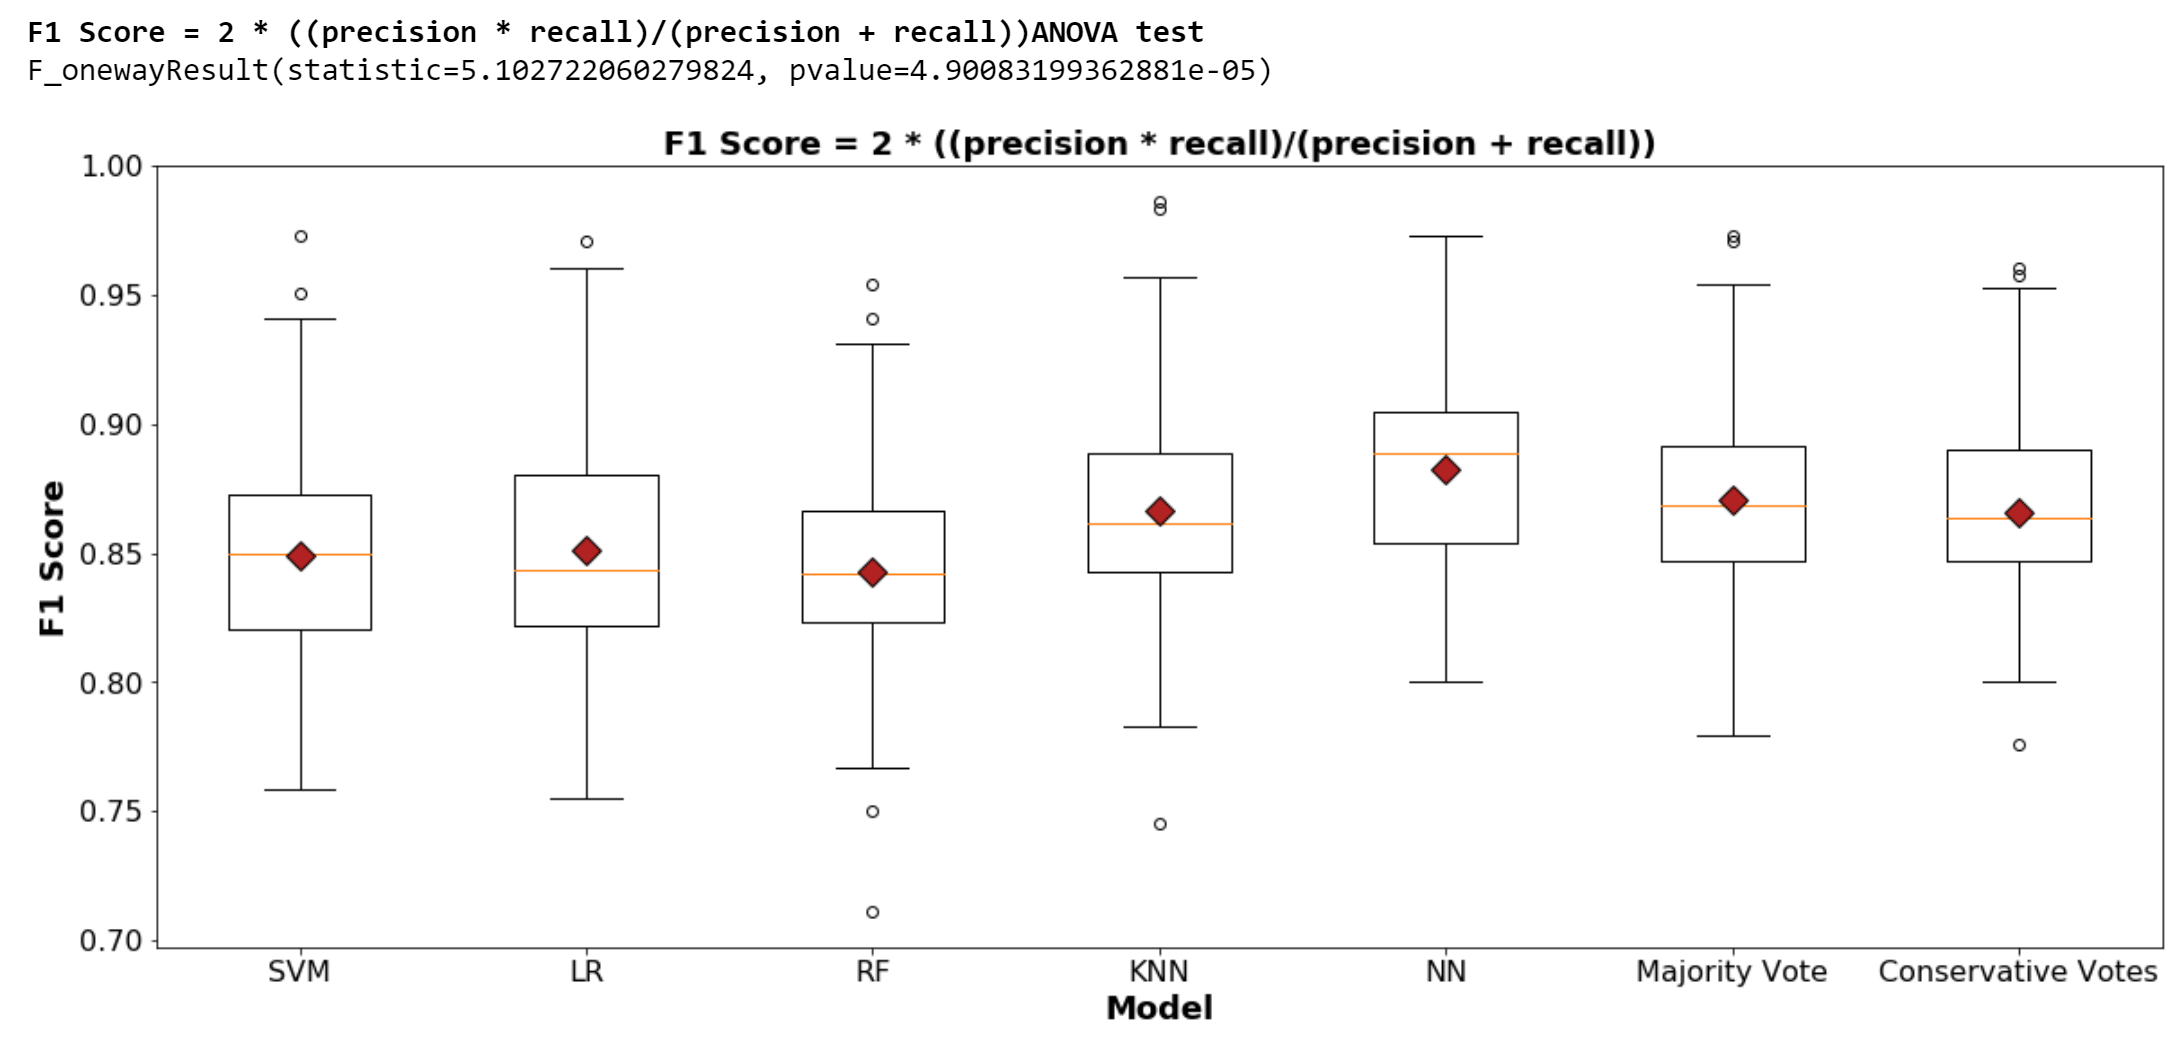 F1 Score = 2 * ((precision * recall)/(precision + recall))ANOVA test
F_onewayResult(statistic=5.102722060279824, pvalue=4.90083199362881e-05)
F1 Score = 2 * ((precision * recall)/(precision + recall))
1.00
0.95
0.90
0.85
0.80
0.75
0.70
F1 Score
SVM LR RF KNN NN Majority Vote Conservative Votes
Model